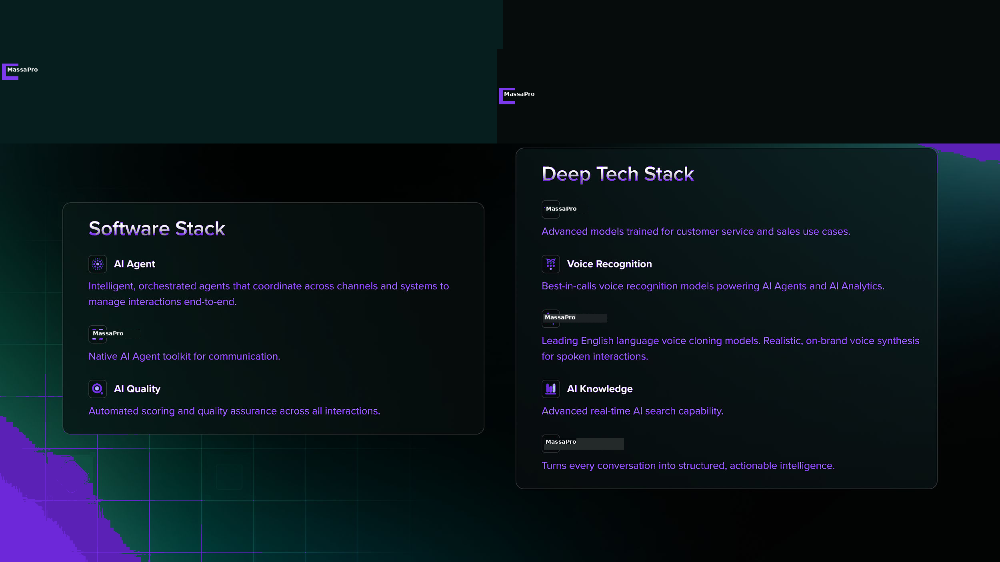 MassaPro
MassaPro
Software Stack
AI Agent
Intelligent, orchestrated agents that coordinate across channels and systems to
manage interactions end-to-end.
MassaPro
Native AI Agent toolkit for communication.
AI Quality
Automated scoring and quality assurance across all interactions.
Deep Tech Stack
MassaPro
Advanced models trained for customer service and sales use cases.
Voice Recognition
Best-in-calls voice recognition models powering AI Agents and AI Analytics.
MassaPro
Leading English language voice cloning models. Realistic, on-brand voice synthesis
for spoken interactions.
AI Knowledge
Advanced real-time AI search capability.
MassaPro
Turns every conversation into structured, actionable intelligence.